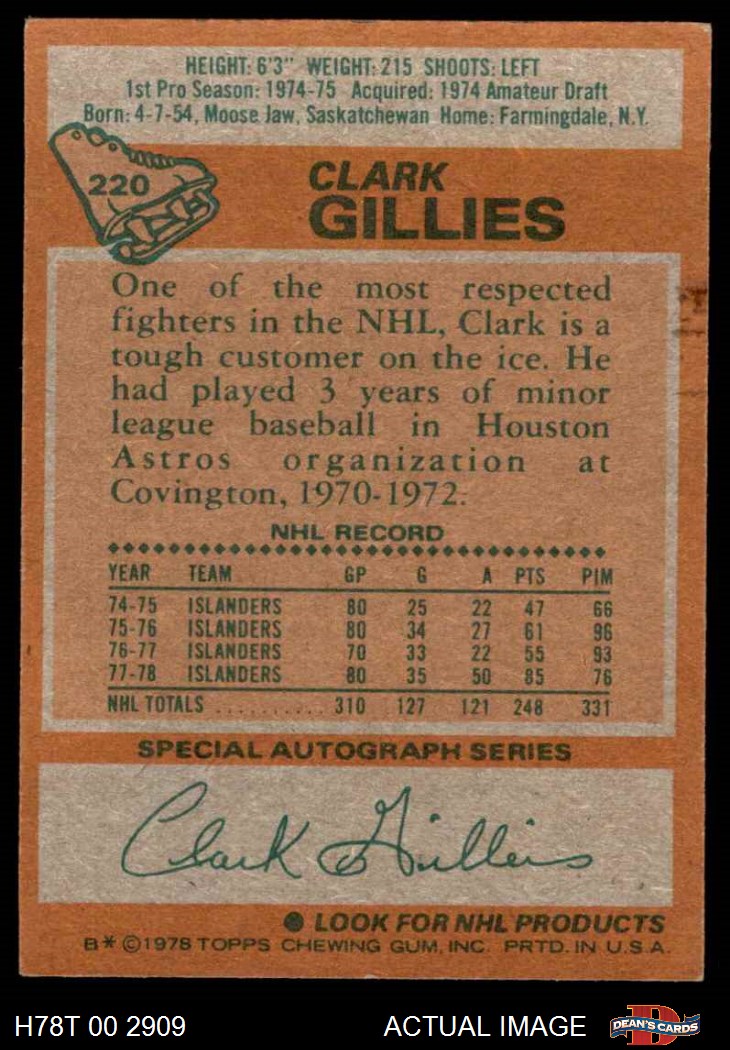 HEIGHT: 6'3" WEIGHT: 215 SHOOTS: LEFT
1st Pro Season: 1974-75 Acquired: 1974 Amateur Draft
Born: 4-7-54, Moose Jaw, Saskatchewan Home: Farmingdale, N.Y.
220
CLARK
GILLIES
One of the most respected
fighters in the NHL, Clark is a
tough customer on the ice. He
had played 3 years of minor
league baseball in Houston
Astros organization at
Covington, 1970-1972.
NHL RECORD
YEAR TEAM GP G A PTS PIM
74-75 ISLANDERS 80 25 22 47 66
75-76 ISLANDERS 80 34 27 61 96
76-77 ISLANDERS 70 33 22 55 93
77-78 ISLANDERS 80 35 50 85 76
NHL TOTALS .......... 310 127 121 248 331
SPECIAL AUTOGRAPH SERIES
Clark Gillies
● LOOK FOR NHL PRODUCTS
B* ©1978 TOPPS CHEWING GUM, INC. PRTD. IN U.S.A.
H78T 00 2909 ACTUAL IMAGE DEAN'S CARDS